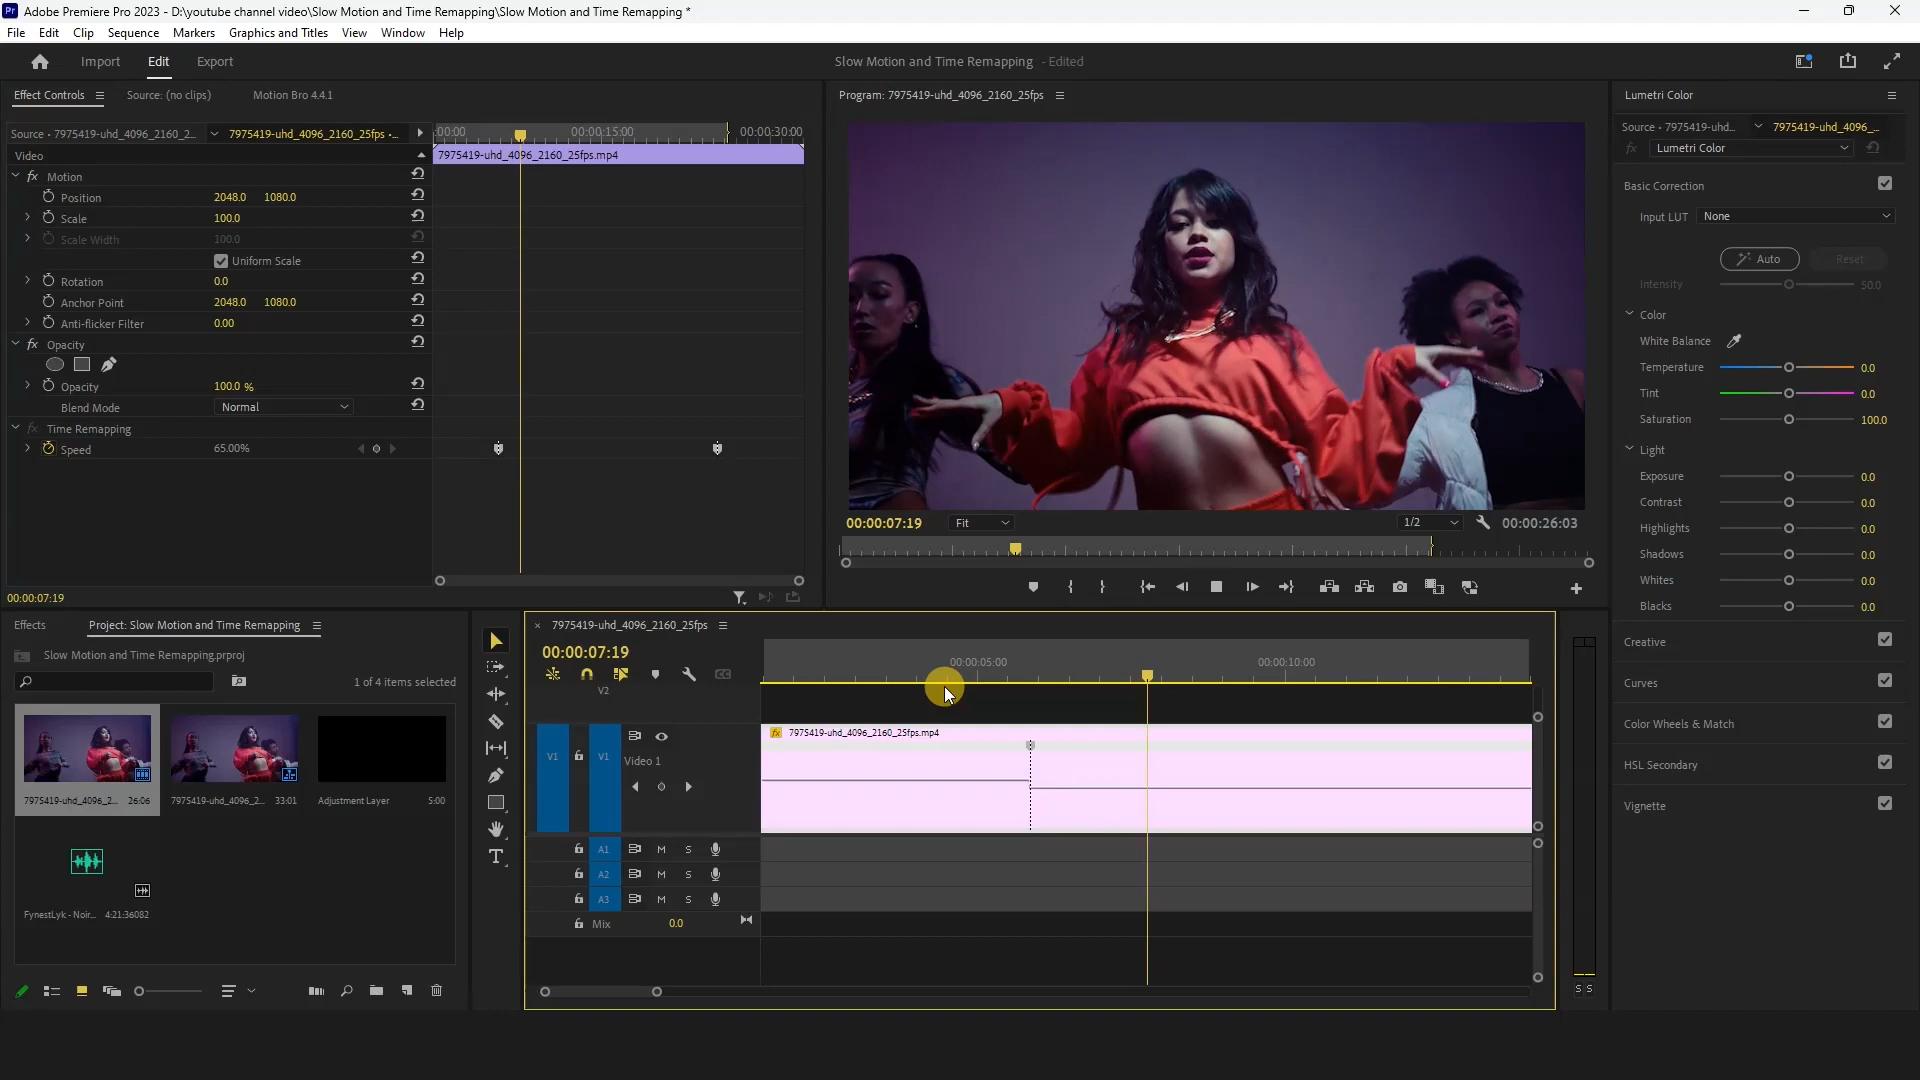 Pr Adobe Premiere Pro 2023 - D:\youtube channel video\Slow Motion and Time Remapping\Slow Motion and Time Remapping *
File Edit Clip Sequence Markers Graphics and Titles View Window Help
Import Edit Export
Slow Motion and Time Remapping - Edited
Effect Controls Source: (no clips) Motion Bro 4.4.1
Source • 7975419-uhd_4096_2160_2... 7975419-uhd_4096_2160_25fps •...
:00:00 00:00:15:00 00:00:30:00
Video
7975419-uhd_4096_2160_25fps.mp4
fx Motion
Position 2048.0 1080.0
Scale 100.0
Scale Width 100.0
Uniform Scale
Rotation 0.0
Anchor Point 2048.0 1080.0
Anti-flicker Filter 0.00
fx Opacity
Opacity 100.0 %
Blend Mode Normal
fx Time Remapping
Speed 65.00%
00:00:07:19
Program: 7975419-uhd_4096_2160_25fps
00:00:07:19 Fit 1/2 00:00:26:03
Lumetri Color
Source • 7975419-uhd... 7975419-uhd_4096_...
fx Lumetri Color
Basic Correction
Input LUT None
Auto Reset
Intensity 50.0
Color
White Balance
Temperature 0.0
Tint 0.0
Saturation 100.0
Light
Exposure 0.0
Contrast 0.0
Highlights 0.0
Shadows 0.0
Whites 0.0
Blacks 0.0
Creative
Curves
Color Wheels & Match
HSL Secondary
Vignette
Effects Project: Slow Motion and Time Remapping
Slow Motion and Time Remapping.prproj
1 of 4 items selected
7975419-uhd_4096_2... 26:06
7975419-uhd_4096_2... 33:01
Adjustment Layer 5:00
FynestLyk - Noir... 4:21:36082
7975419-uhd_4096_2160_25fps
00:00:07:19
00:00:05:00 00:00:10:00
CC
V2
V1 V1
Video 1
fx 7975419-uhd_4096_2160_25fps.mp4
A1 M S
A2 M S
A3 M S
Mix 0.0
S S